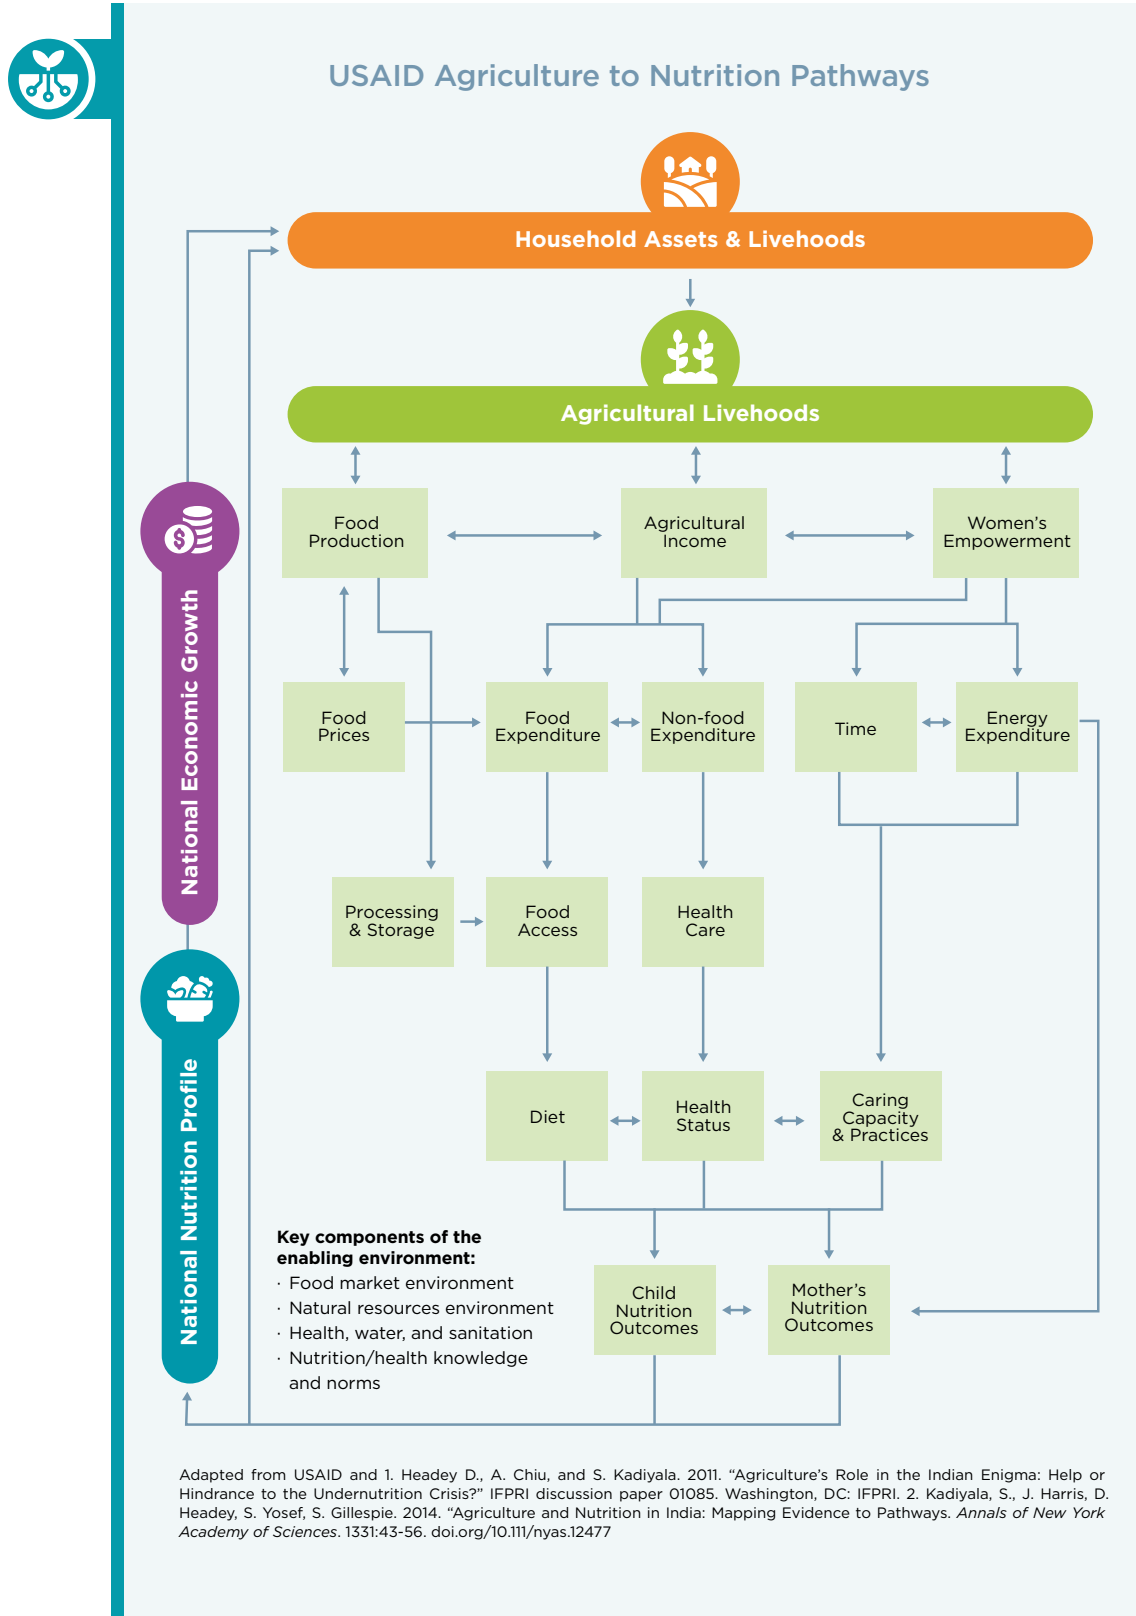 USAID Agriculture to Nutrition Pathways
Household Assets & Livehoods
Agricultural Livehoods
Food
Production
Agricultural
Income
Women's
Empowerment
National Economic Growth
Food
Prices
Food
Expenditure
Non-food
Expenditure
Time
Energy
Expenditure
Processing
& Storage
Food
Access
Health
Care
National Nutrition Profile
Diet
Health
Status
Caring
Capacity
& Practices
Key components of the
enabling environment:
· Food market environment
· Natural resources environment
· Health, water, and sanitation
· Nutrition/health knowledge
and norms
Child
Nutrition
Outcomes
Mother's
Nutrition
Outcomes
Adapted from USAID and 1. Headey D., A. Chiu, and S. Kadiyala. 2011. “Agriculture’s Role in the Indian Enigma: Help or
Hindrance to the Undernutrition Crisis?” IFPRI discussion paper 01085. Washington, DC: IFPRI. 2. Kadiyala, S., J. Harris, D.
Headey, S. Yosef, S. Gillespie. 2014. “Agriculture and Nutrition in India: Mapping Evidence to Pathways. Annals of New York
Academy of Sciences. 1331:43-56. doi.org/10.111/nyas.12477